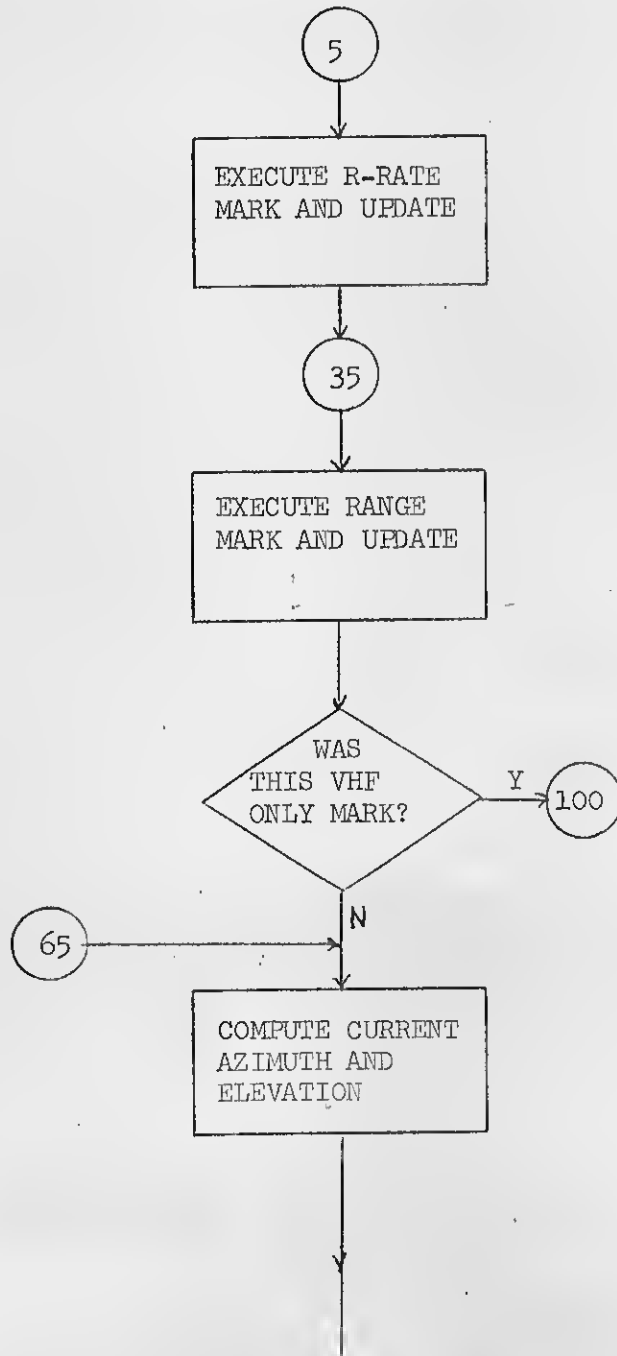 5
EXECUTE R-RATE
MARK AND UPDATE
35
EXECUTE RANGE
MARK AND UPDATE
WAS
THIS VHF
ONLY MARK?
Y
100
N
65
COMPUTE CURRENT
AZIMUTH AND
ELEVATION